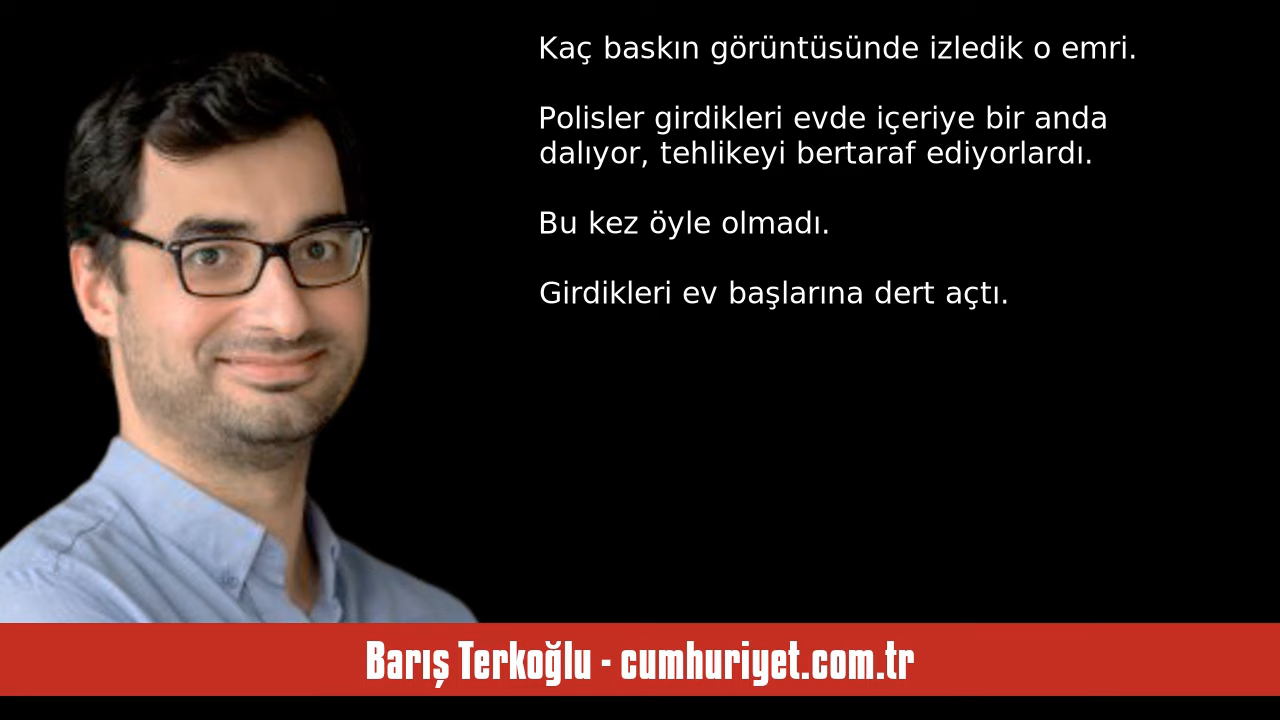 Kaç baskın görüntüsünde izledik o emri.
Polisler girdikleri evde içeriye bir anda
dalıyor, tehlikeyi bertaraf ediyorlardı.
Bu kez öyle olmadı.
Girdikleri ev başlarına dert açtı.
Barış Terkoğlu - cumhuriyet.com.tr